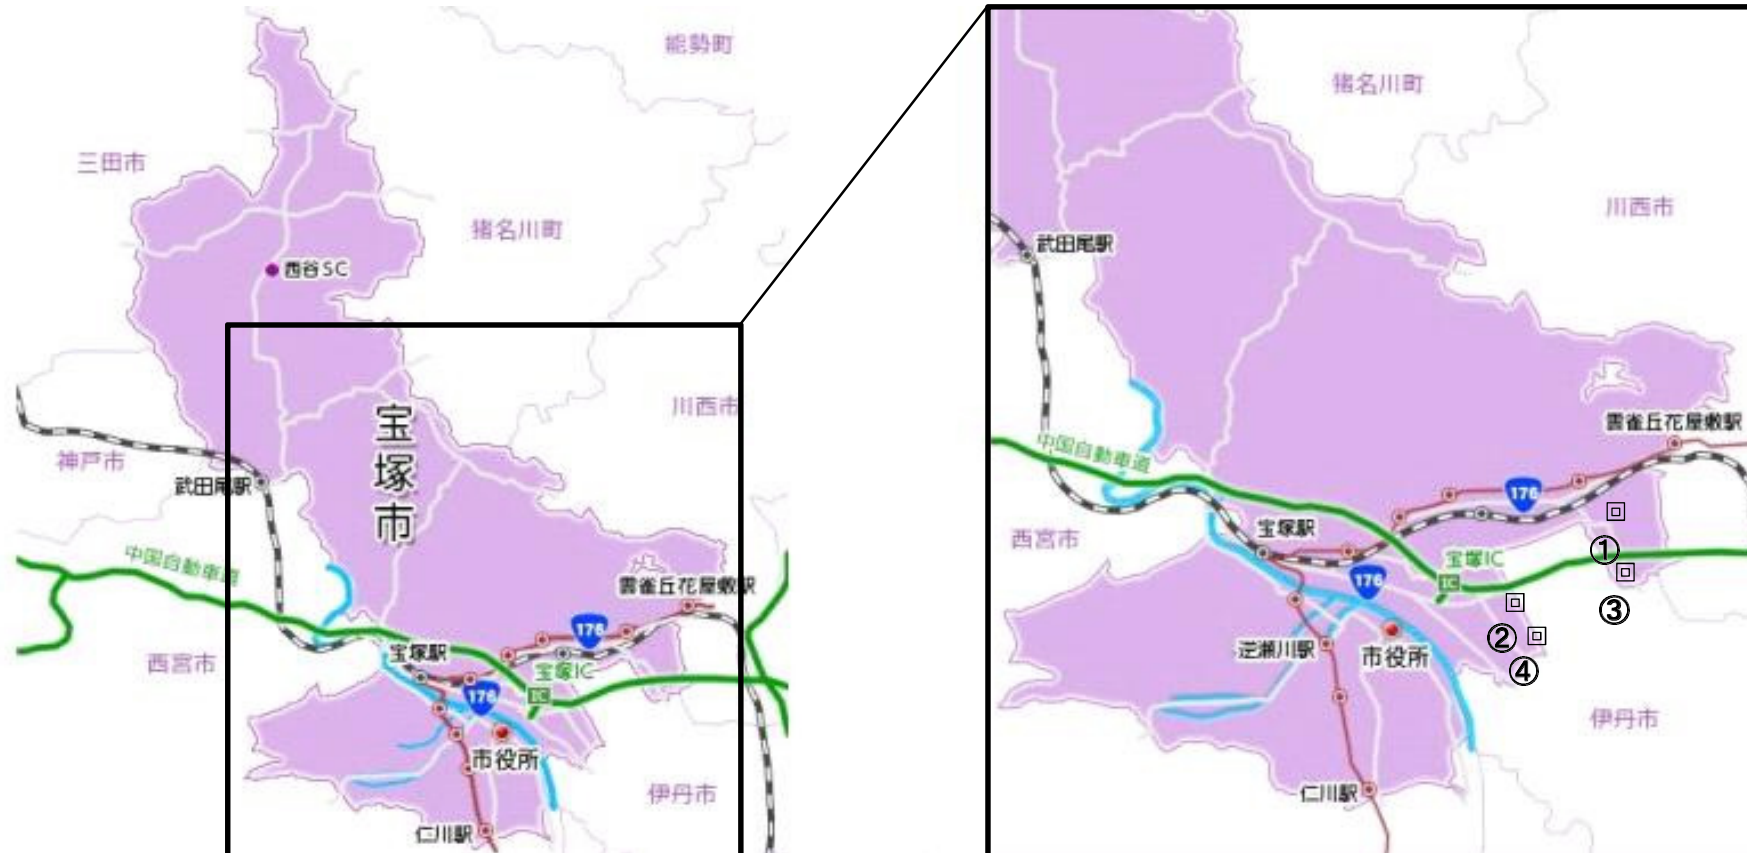 能勢町
三田市
猪名川町
西谷SC
川西市
宝塚市
神戸市
武田尾駅
中国自動車道
雲雀丘花屋敷駅
176
西宮市
宝塚駅
宝塚IC
IC
176
市役所
伊丹市
仁川駅
猪名川町
川西市
武田尾駅
雲雀丘花屋敷駅
中国自動車道
176
西宮市
宝塚駅
①
宝塚IC
176
IC
③
②
逆瀬川駅
市役所
④
伊丹市
仁川駅